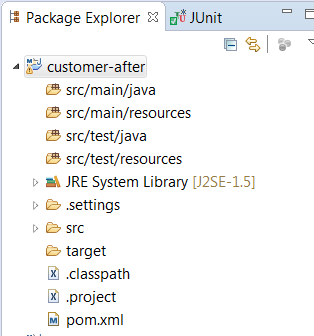 Package Explorer JUnit
customer-after
src/main/java
src/main/resources
src/test/java
src/test/resources
JRE System Library [J2SE-1.5]
.settings
src
target
.classpath
.project
pom.xml